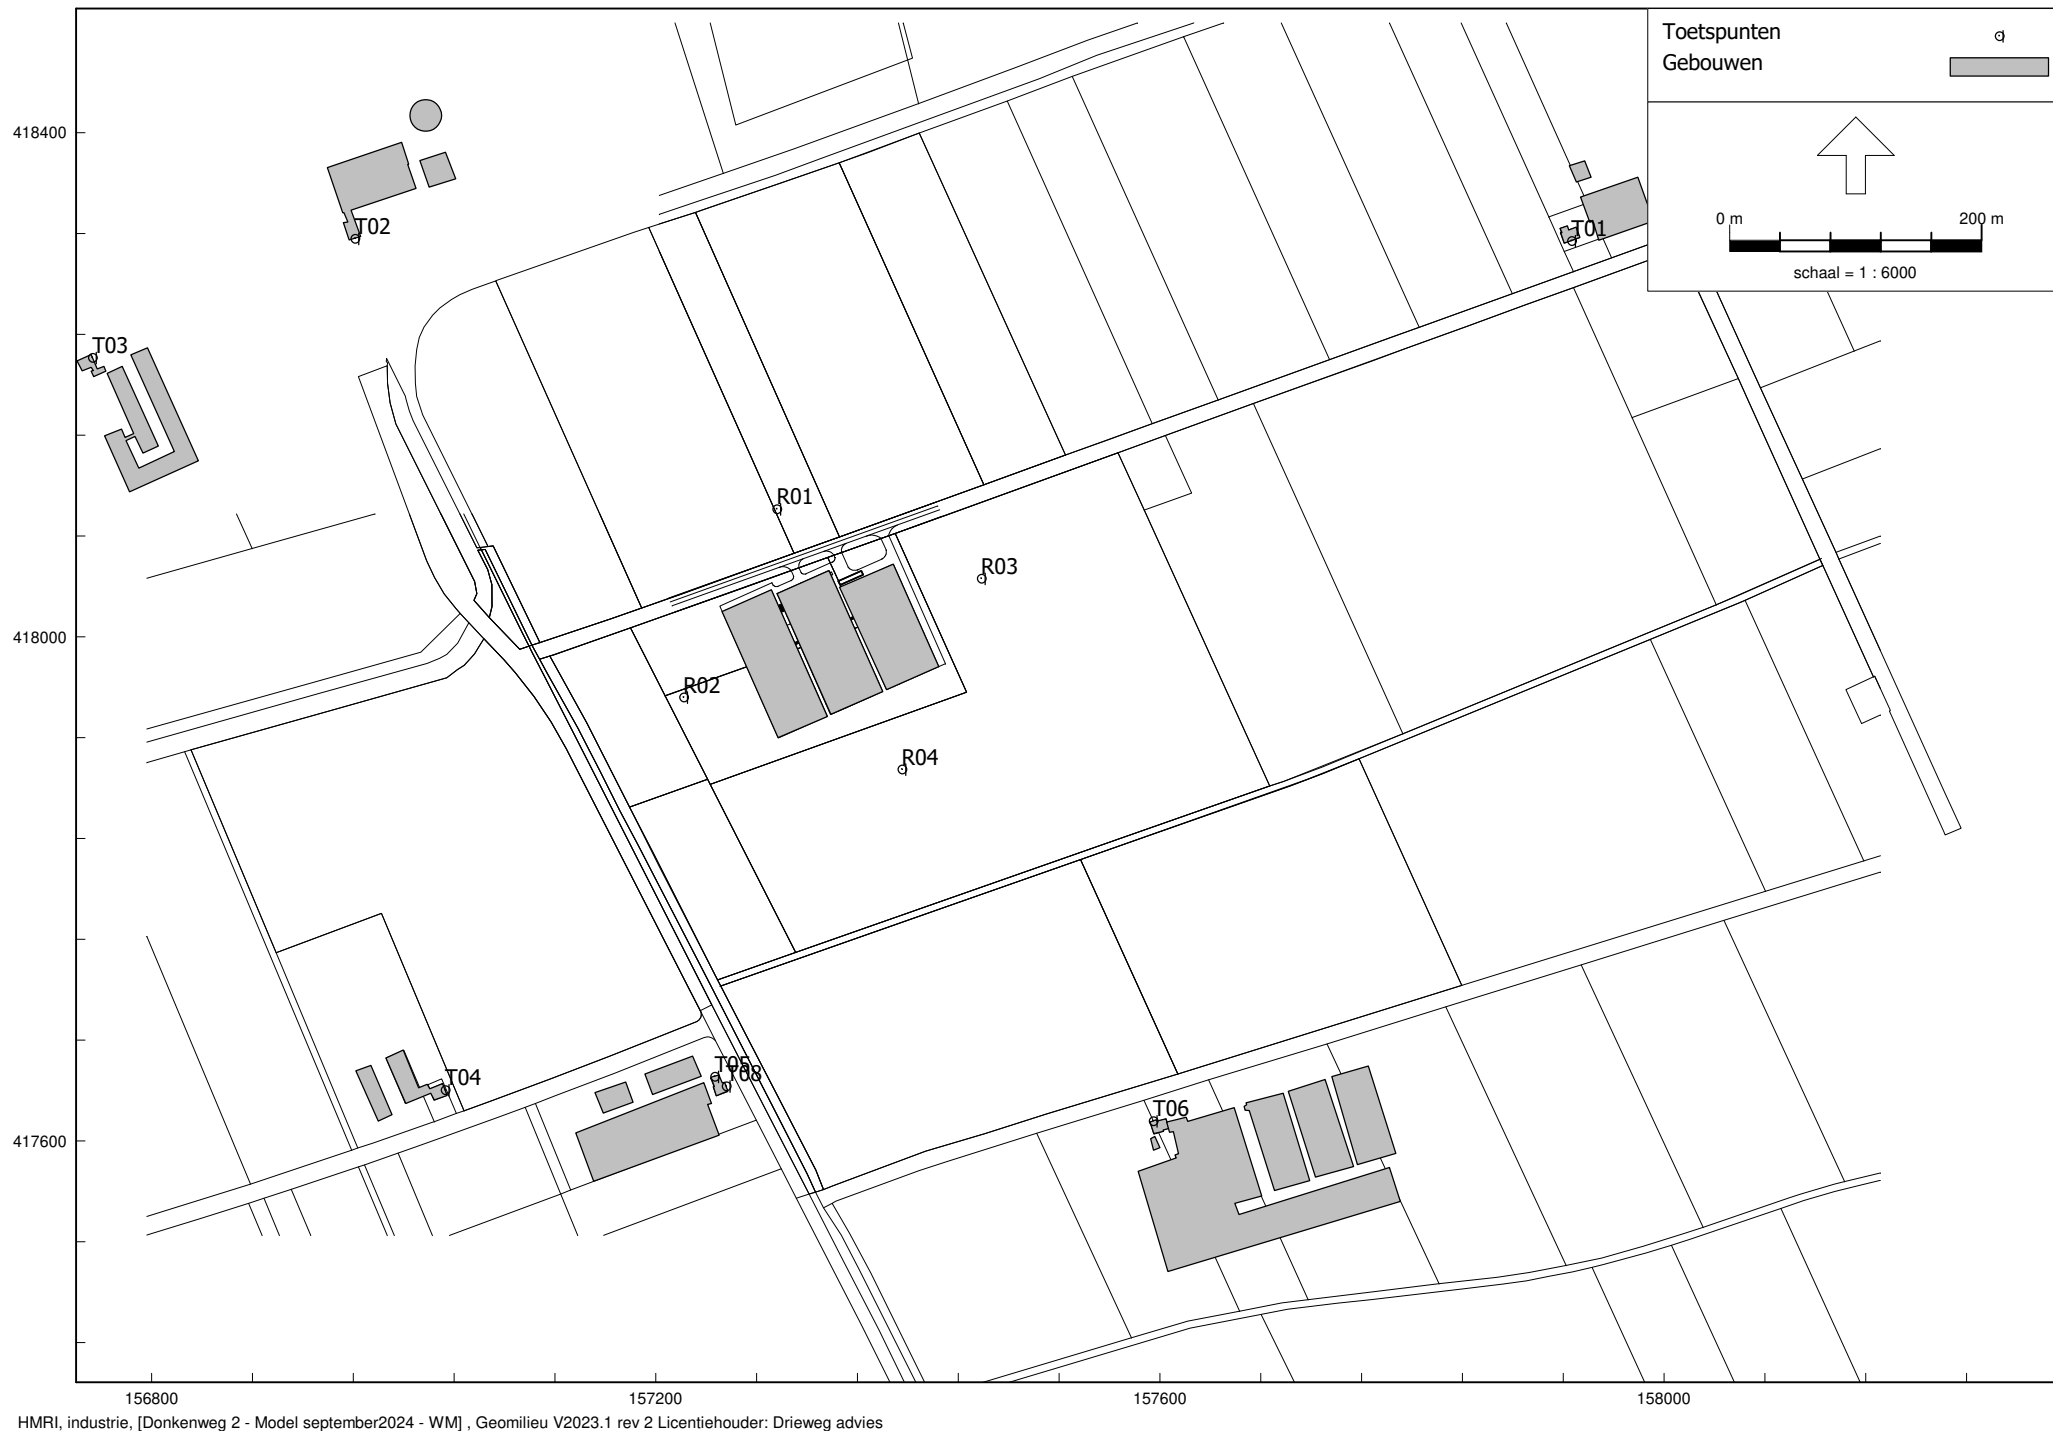 Toetspunten
Gebouwen
0 m 200 m
schaal = 1 : 6000
418400
T02
T01
T03
R01
R03
418000
R02
R04
T05
T08
T04
T06
417600
156800 157200 157600 158000
HMRI, industrie, [Donkenweg 2 - Model september2024 - WM] , Geomilieu V2023.1 rev 2 Licentiehouder: Drieweg advies